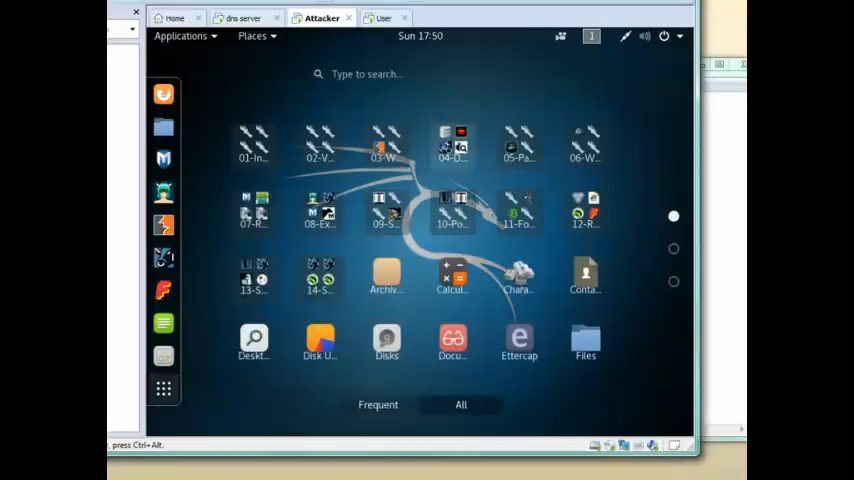 Home dns server Attacker User
Applications Places Sun 17:50 1
Type to search...
01-In... 02-V... 03-W... 04-D... 05-Pa... 06-W...
07-R... 08-Ex... 09-S... 10-Po... 11-Fo... 12-R...
13-S... 14-S... Archiv... Calcul... Chara... Conta...
Deskt... Disk U... Disks Docu... Ettercap Files
Frequent All
, press Ctrl+Alt.